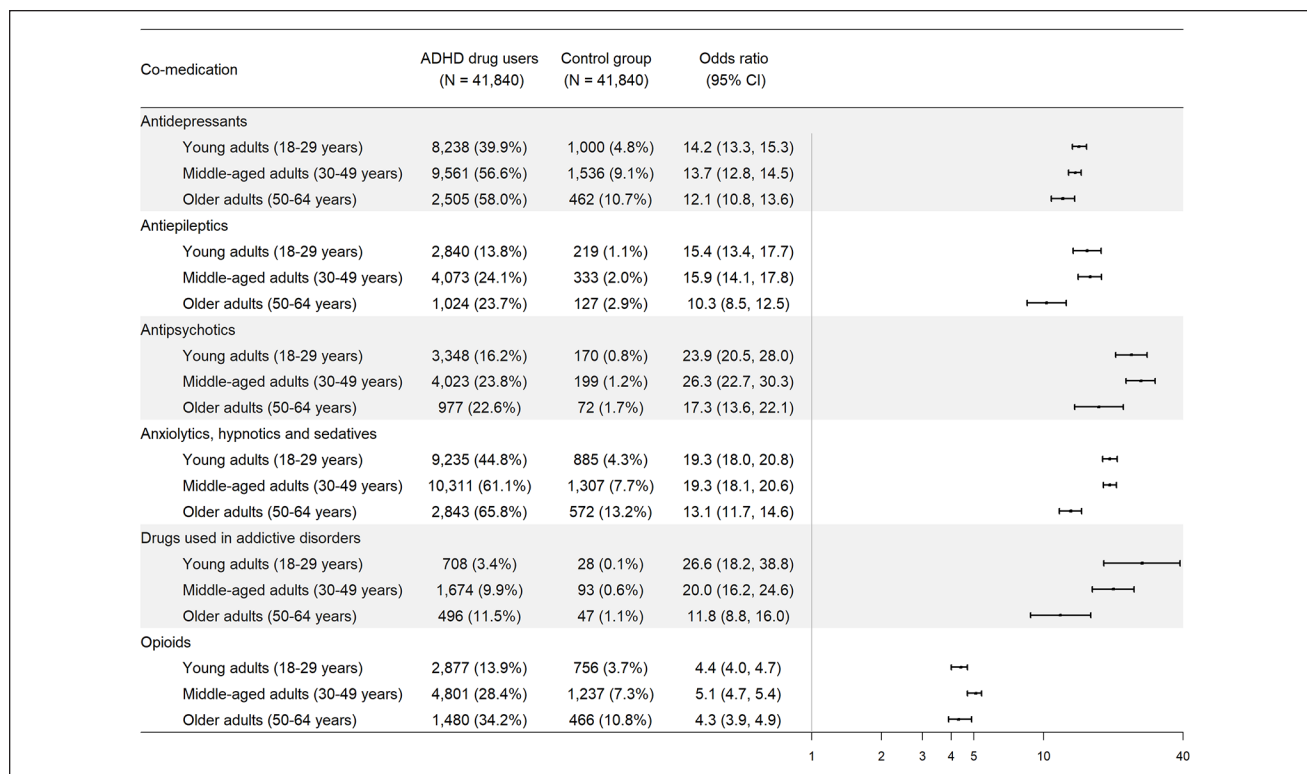 Co-medication ADHD drug users Control group Odds ratio
(N = 41,840) (N = 41,840) (95% CI)
Antidepressants
Young adults (18-29 years) 8,238 (39.9%) 1,000 (4.8%) 14.2 (13.3, 15.3)
Middle-aged adults (30-49 years) 9,561 (56.6%) 1,536 (9.1%) 13.7 (12.8, 14.5)
Older adults (50-64 years) 2,505 (58.0%) 462 (10.7%) 12.1 (10.8, 13.6)
Antiepileptics
Young adults (18-29 years) 2,840 (13.8%) 219 (1.1%) 15.4 (13.4, 17.7)
Middle-aged adults (30-49 years) 4,073 (24.1%) 333 (2.0%) 15.9 (14.1, 17.8)
Older adults (50-64 years) 1,024 (23.7%) 127 (2.9%) 10.3 (8.5, 12.5)
Antipsychotics
Young adults (18-29 years) 3,348 (16.2%) 170 (0.8%) 23.9 (20.5, 28.0)
Middle-aged adults (30-49 years) 4,023 (23.8%) 199 (1.2%) 26.3 (22.7, 30.3)
Older adults (50-64 years) 977 (22.6%) 72 (1.7%) 17.3 (13.6, 22.1)
Anxiolytics, hypnotics and sedatives
Young adults (18-29 years) 9,235 (44.8%) 885 (4.3%) 19.3 (18.0, 20.8)
Middle-aged adults (30-49 years) 10,311 (61.1%) 1,307 (7.7%) 19.3 (18.1, 20.6)
Older adults (50-64 years) 2,843 (65.8%) 572 (13.2%) 13.1 (11.7, 14.6)
Drugs used in addictive disorders
Young adults (18-29 years) 708 (3.4%) 28 (0.1%) 26.6 (18.2, 38.8)
Middle-aged adults (30-49 years) 1,674 (9.9%) 93 (0.6%) 20.0 (16.2, 24.6)
Older adults (50-64 years) 496 (11.5%) 47 (1.1%) 11.8 (8.8, 16.0)
Opioids
Young adults (18-29 years) 2,877 (13.9%) 756 (3.7%) 4.4 (4.0, 4.7)
Middle-aged adults (30-49 years) 4,801 (28.4%) 1,237 (7.3%) 5.1 (4.7, 5.4)
Older adults (50-64 years) 1,480 (34.2%) 466 (10.8%) 4.3 (3.9, 4.9)
1 2 3 4 5 10 40